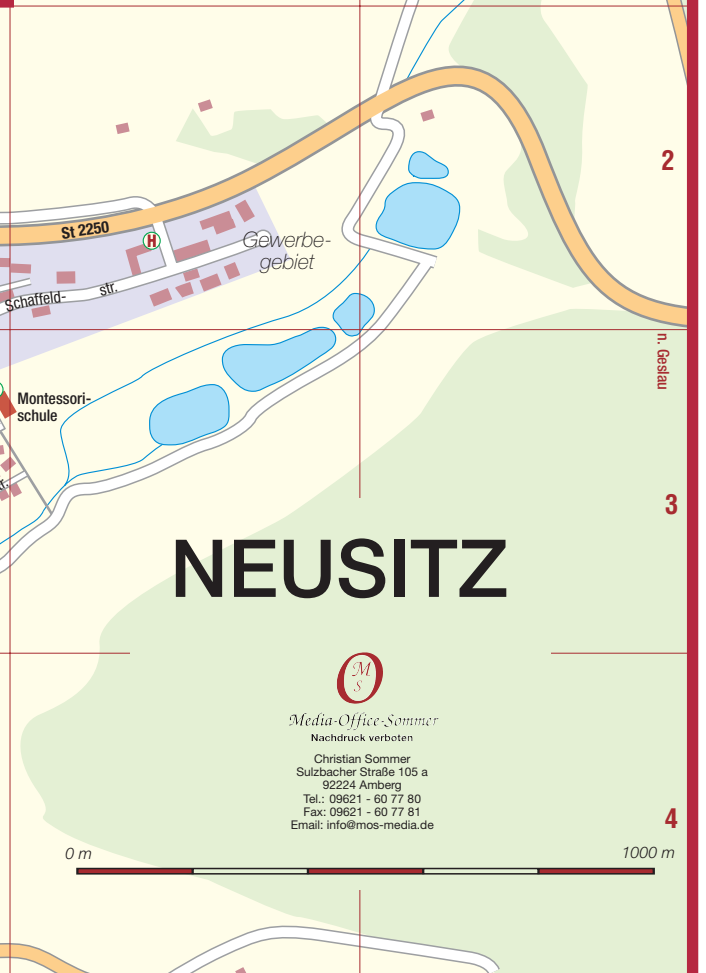 2
St 2250
H
Gewerbe-
gebiet
Schaffeld-
str.
n. Geslau
Montessori-
schule
tr.
3
NEUSITZ
O
M
S
Media-Office-Sommer
Nachdruck verboten
Christian Sommer
Sulzbacher Straße 105 a
92224 Amberg
Tel.: 09621 - 60 77 80
Fax: 09621 - 60 77 81
Email: info@mos-media.de
4
0 m
1000 m